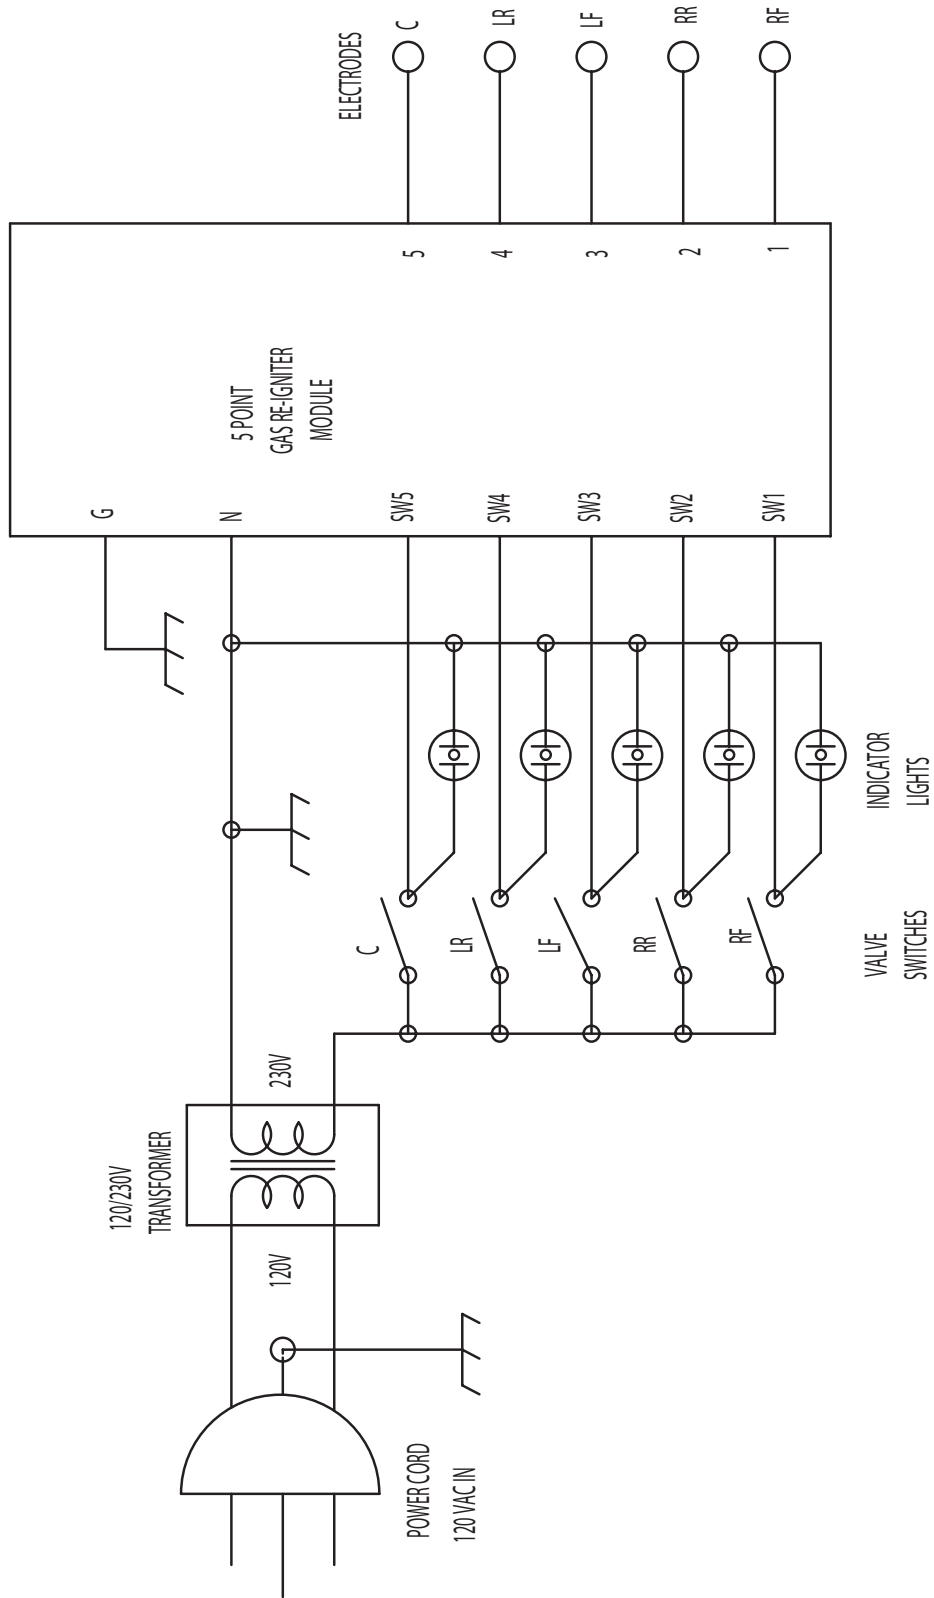 POWER CORD
120 VAC IN
120V
120/230V
TRANSFORMER
230V
VALVE
SWITCHES
C
LR
LF
RR
RF
INDICATOR
LIGHTS
G
N
SW5
SW4
SW3
SW2
SW1
5 POINT
GAS RE-IGNITER
MODULE
5
4
3
2
1
ELECTRODES
C
LR
LF
RR
RF